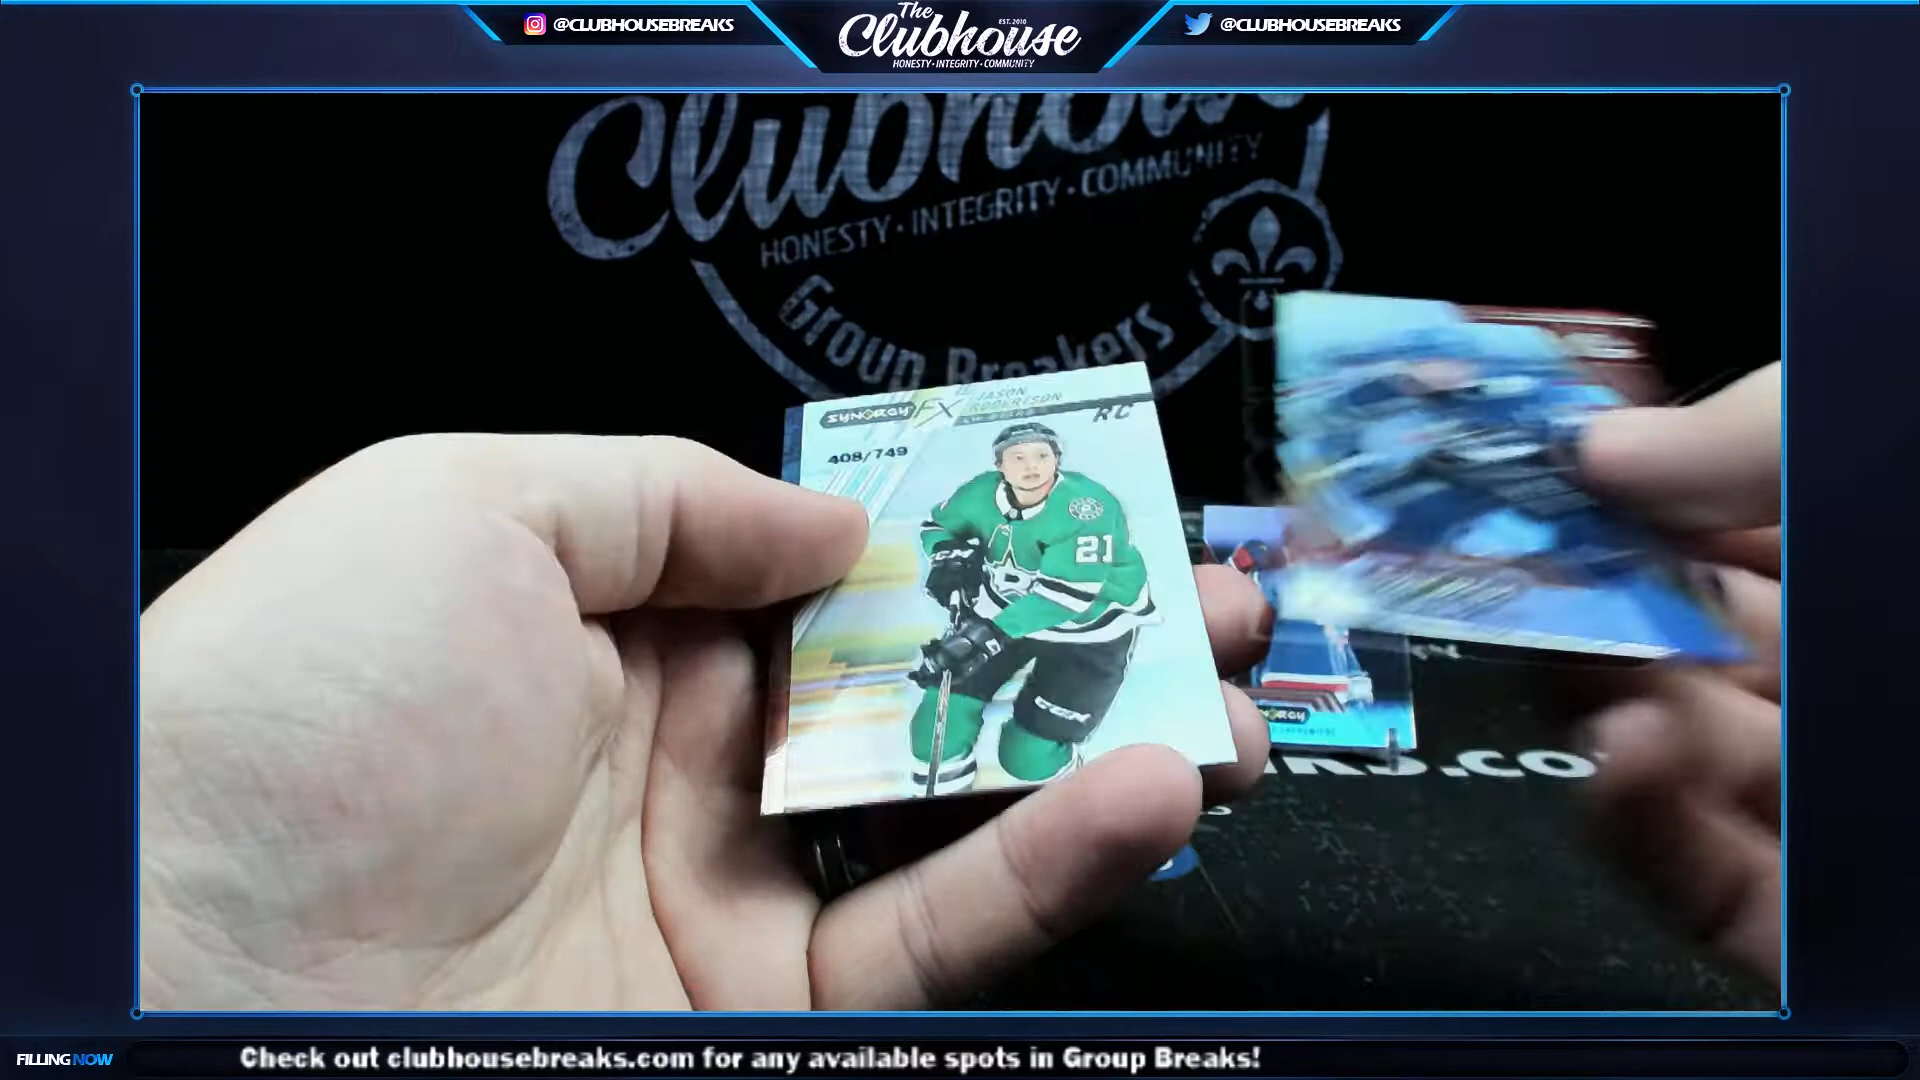 @CLUBHOUSEBREAKS
The
EST. 2010
Clubhouse
HONESTY • INTEGRITY • COMMUNITY
@CLUBHOUSEBREAKS
HONESTY • INTEGRITY • COMMUNITY
Group Breakers
SYNERGY FX
JASON
ROBERTSON
RC
408/749
21
CCM
CCM
FILLING NOW
Check out clubhousebreaks.com for any available spots in Group Breaks!